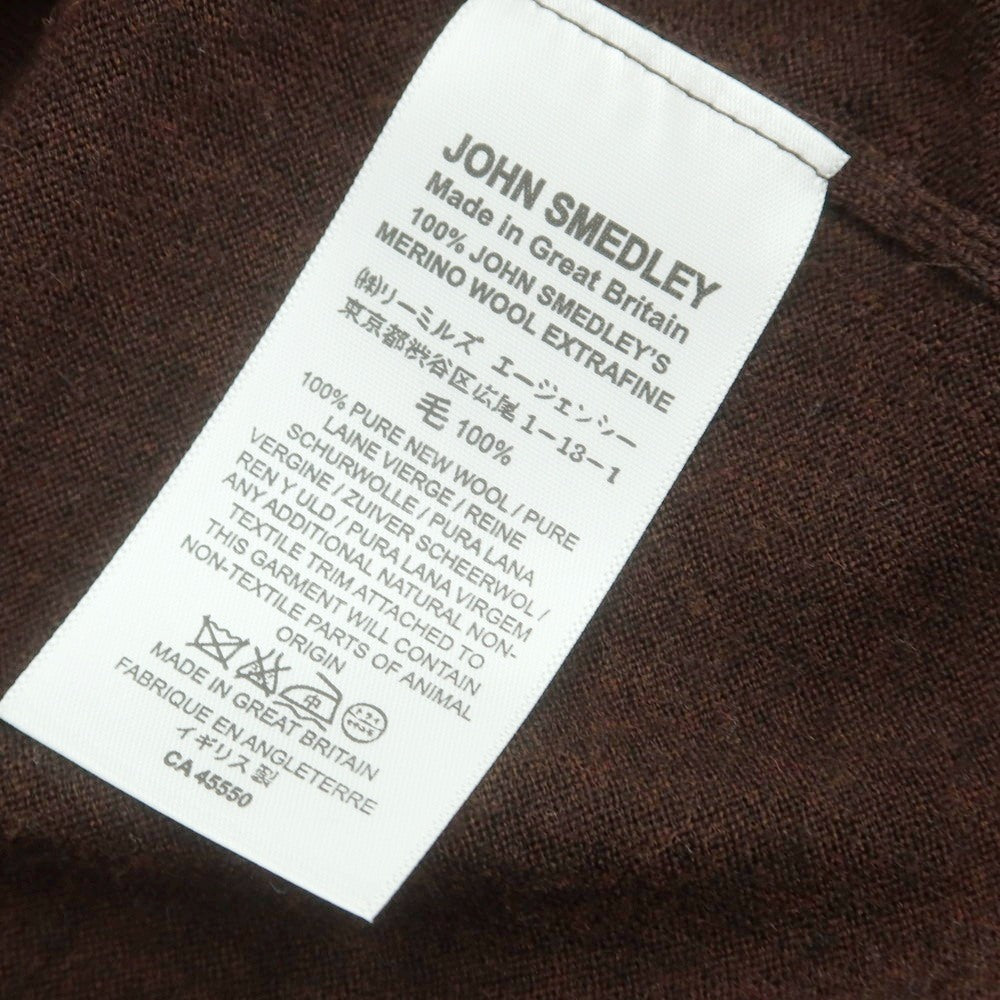 JOHN SMEDLEY
Made in Great Britain
100% JOHN SMEDLEY'S
MERINO WOOL EXTRAFINE
(株)リーミルズ エージェンシー
東京都渋谷区広尾1-13-1
毛 100%
100% PURE NEW WOOL / PURE
LAINE VIERGE / REINE
SCHURWOLLE / PURA LANA
VERGINE / ZUIVER SCHEERWOL /
REN Y ULD / PURA LANA VIRGEM
ANY ADDITIONAL NATURAL NON-
TEXTILE TRIM ATTACHED TO
THIS GARMENT WILL CONTAIN
NON-TEXTILE PARTS OF ANIMAL
ORIGIN
中 ドライ
MADE IN GREAT BRITAIN
FABRIQUE EN ANGLETERRE
イギリス製
CA 45550